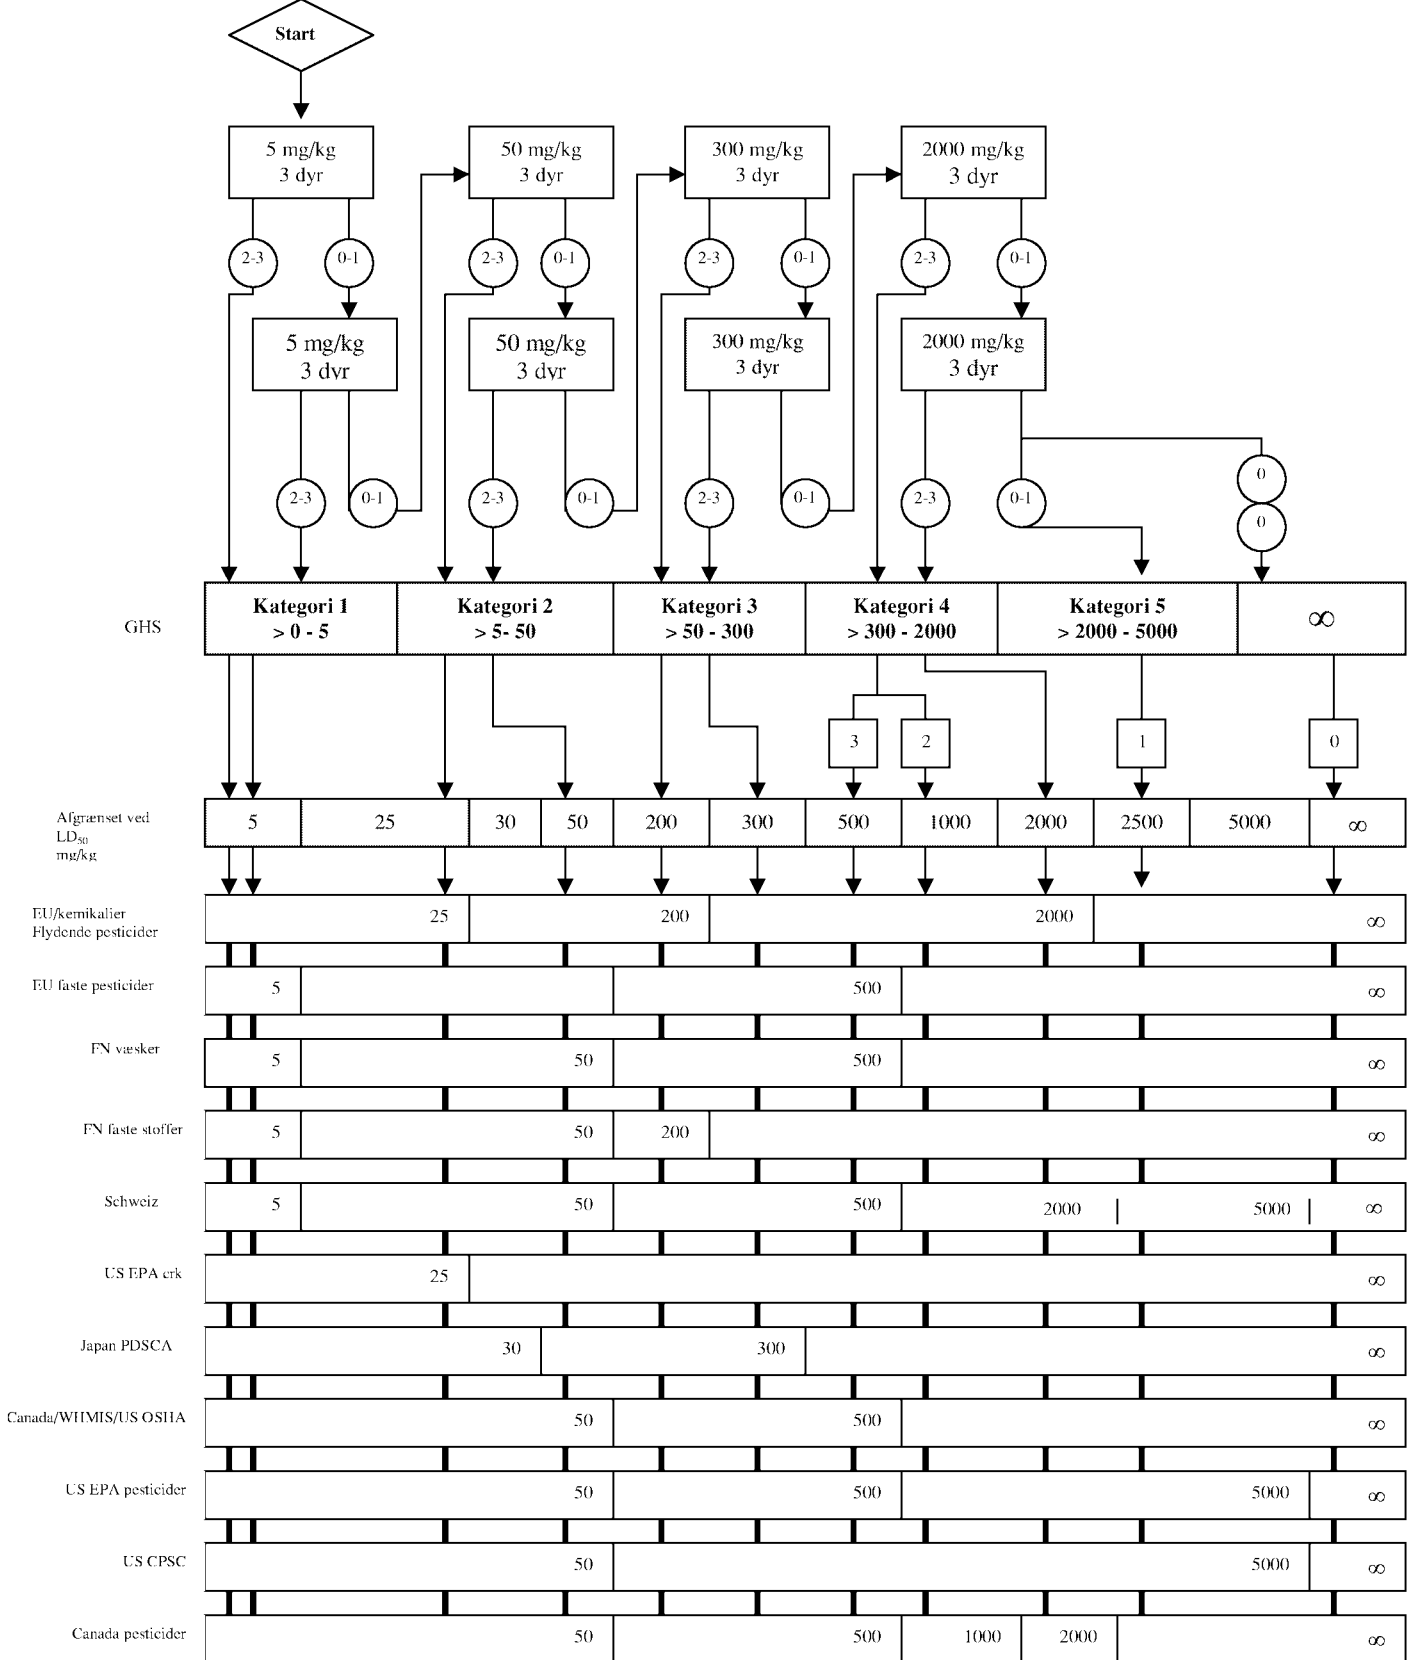 Start
5 mg/kg
3 dyr
50 mg/kg
3 dyr
300 mg/kg
3 dyr
2000 mg/kg
3 dyr
2-3
0-1
2-3
0-1
2-3
0-1
2-3
0-1
5 mg/kg
3 dyr
50 mg/kg
3 dyr
300 mg/kg
3 dyr
2000 mg/kg
3 dyr
2-3
0-1
2-3
0-1
2-3
0-1
2-3
0-1
0
0
GHS
Kategori 1
> 0 - 5
Kategori 2
> 5- 50
Kategori 3
> 50 - 300
Kategori 4
> 300 - 2000
Kategori 5
> 2000 - 5000
∞
3
2
1
0
Afgrænset ved
LD50
mg/kg
5 25 30 50 200 300 500 1000 2000 2500 5000 ∞
EU/kemikalier
Flydende pesticider
25 200 2000 ∞
EU faste pesticider 5 500 ∞
FN væsker 5 50 500 ∞
FN faste stoffer 5 50 200 ∞
Schweiz 5 50 500 2000 5000 ∞
US EPA crk 25 ∞
Japan PDSCA 30 300 ∞
Canada/WHMIS/US OSHA 50 500 ∞
US EPA pesticider 50 500 5000 ∞
US CPSC 50 5000 ∞
Canada pesticider 50 500 1000 2000 ∞